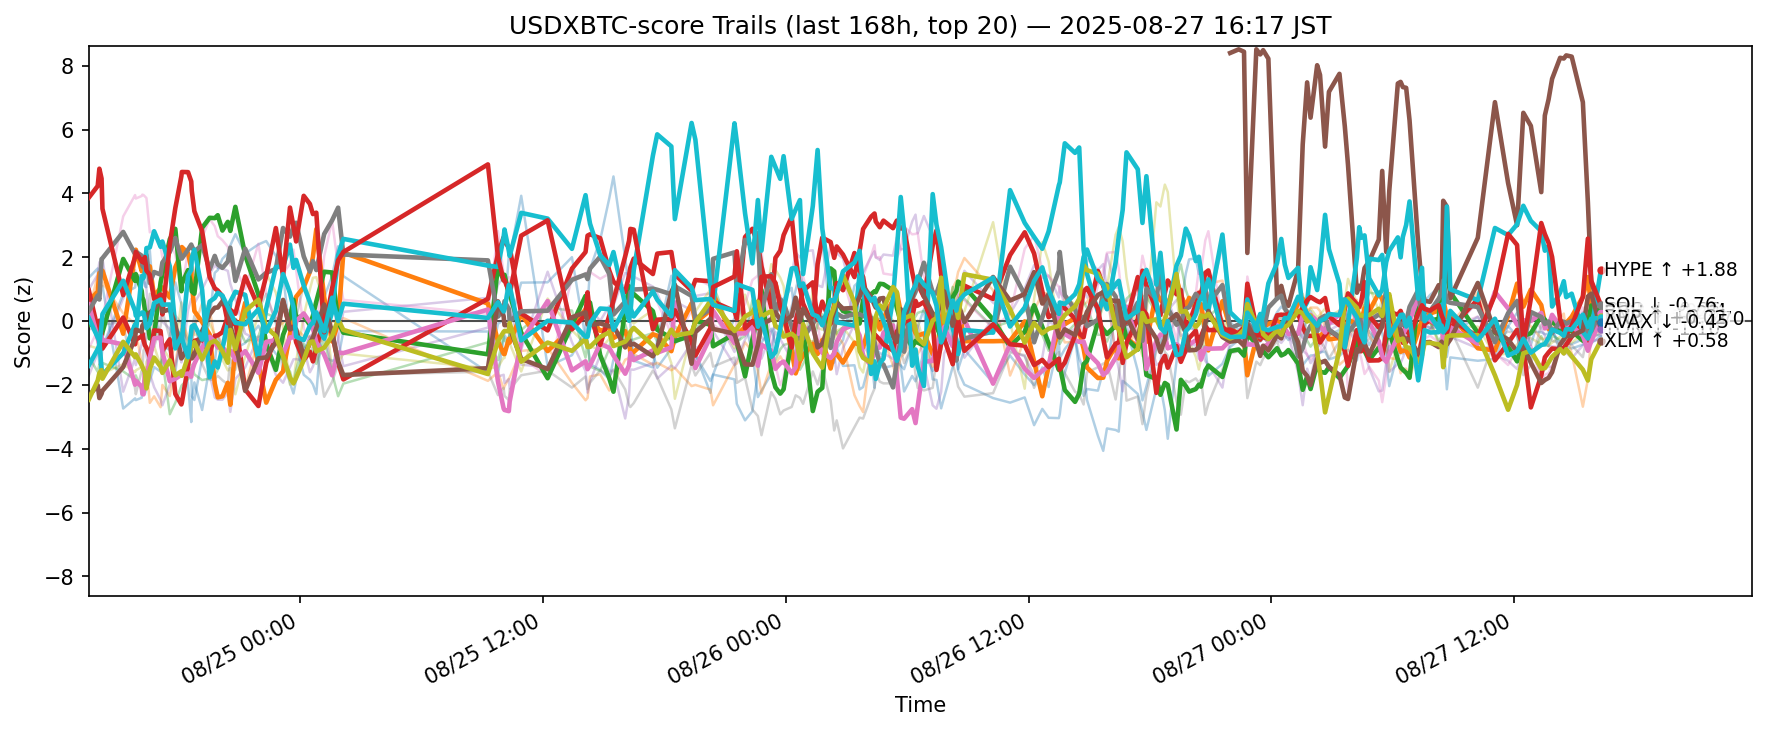 USDXBTC-score Trails (last 168h, top 20) — 2025-08-27 16:17 JST
Score (z)
8
6
4
2
0
−2
−4
−6
−8
HYPE ↑ +1.88
SOL ↓ -0.76
AVAX ↓ -0.45
XLM ↑ +0.58
08/25 00:00
08/25 12:00
08/26 00:00
08/26 12:00
08/27 00:00
08/27 12:00
Time